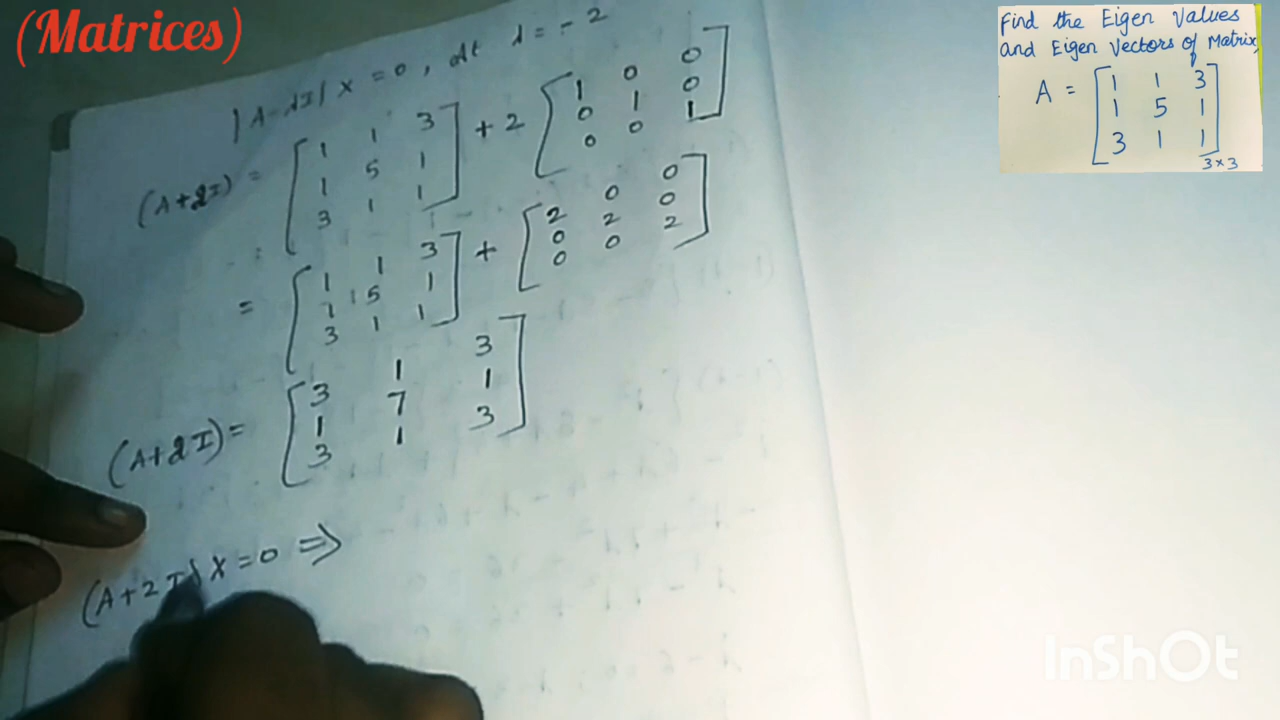 (Matrices)
|A-λI| X = 0, At λ = -2
(A+2I) = [1 1 3
1 5 1
3 1 1] + 2 [1 0 0
0 1 0
0 0 1]
= [1 1 3
1 5 1
3 1 1] + [2 0 0
0 2 0
0 0 2]
(A+2I) = [3 1 3
1 7 1
3 1 3]
(A+2I) X = 0 ⇒
Find the Eigen Values
and Eigen Vectors of Matrix,
A = [1 1 3
1 5 1
3 1 1]
3×3
InShOt